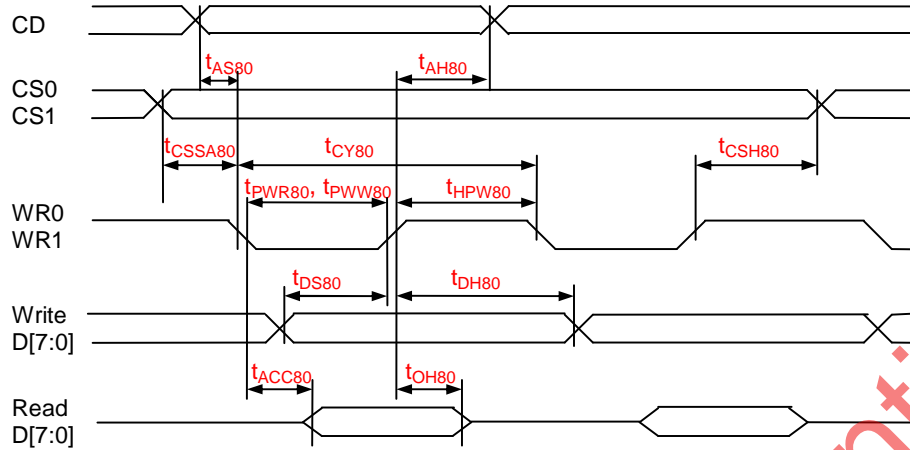 CD
tAS80 tAH80
CS0
CS1
tCSSA80 tCY80 tCSH80
tPWR80, tPWW80 tHPW80
WR0
WR1
tDS80 tDH80
Write
D[7:0]
tACC80 tOH80
Read
D[7:0]